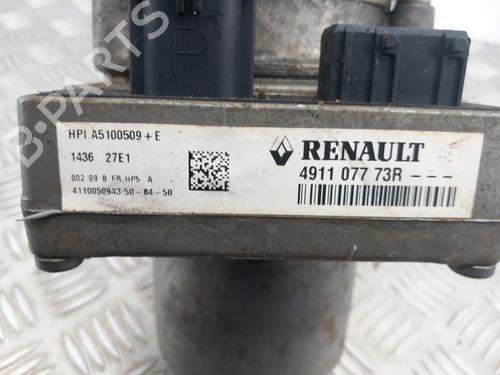 B-PARTS
HPI A5100509 + E
1436 27E1
002 09 B FR HP5 A
4110050943-50-84-50
RENAULT
4911 077 73R - - -